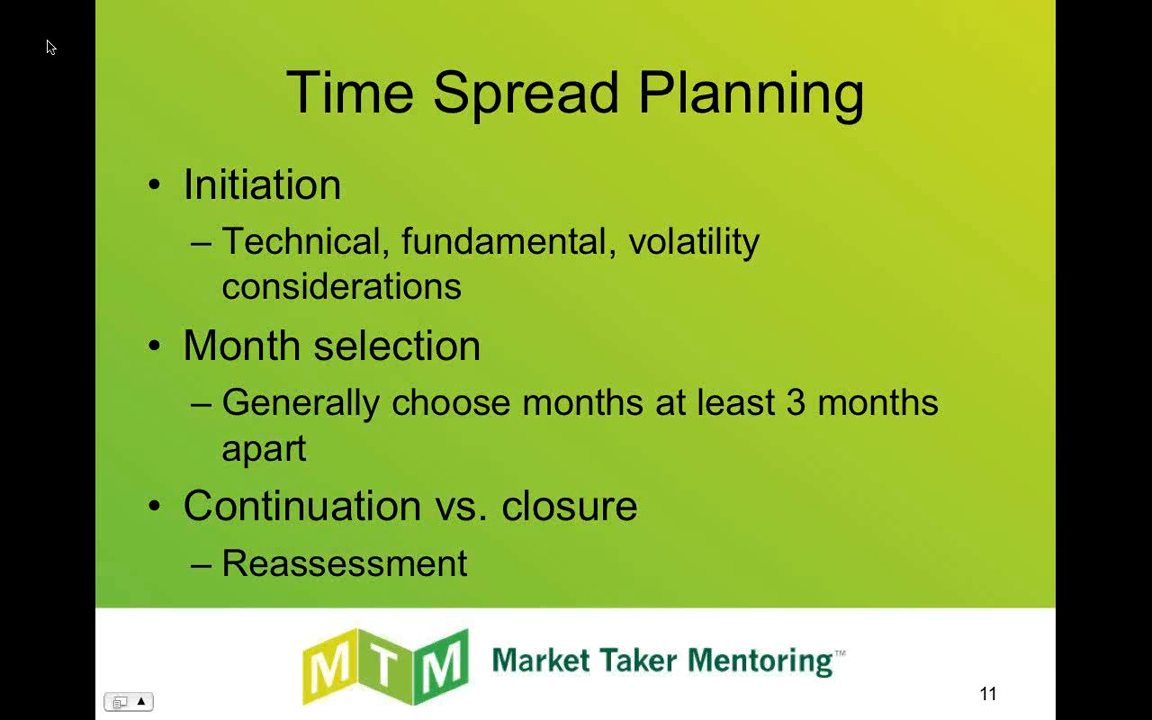 Time Spread Planning
• Initiation
– Technical, fundamental, volatility
considerations
• Month selection
– Generally choose months at least 3 months
apart
• Continuation vs. closure
– Reassessment
MTM Market Taker Mentoring™
11